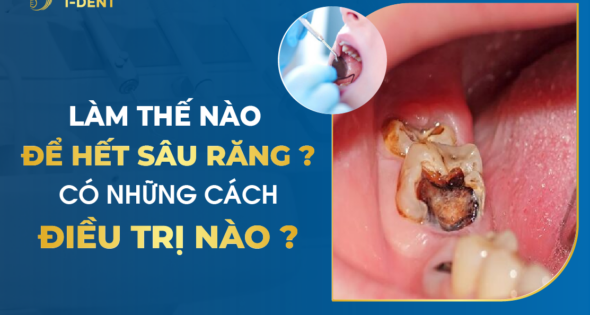 I-DENT
LÀM THẾ NÀO
ĐỂ HẾT SÂU RĂNG ?
CÓ NHỮNG CÁCH
ĐIỀU TRỊ NÀO ?